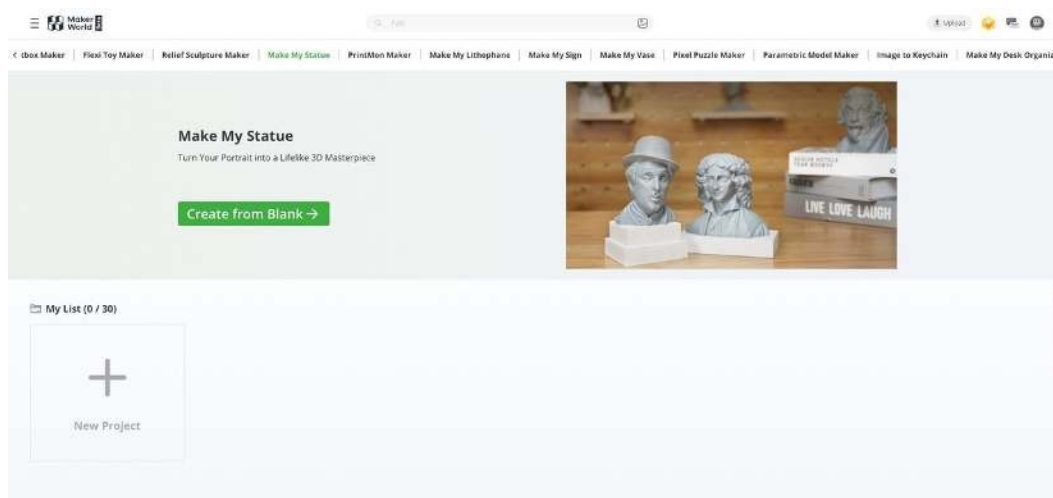 Maker
World
Upload
tbox Maker
Flexi Toy Maker
Relief Sculpture Maker
Make My Statue
PrintMon Maker
Make My Lithophane
Make My Sign
Make My Vase
Pixel Puzzle Maker
Parametric Model Maker
Image to Keychain
Make My Desk Organiz
Make My Statue
Turn Your Portrait into a Lifelike 3D Masterpiece
Create from Blank →
LIVE LOVE LAUGH
My List (0 / 30)
New Project